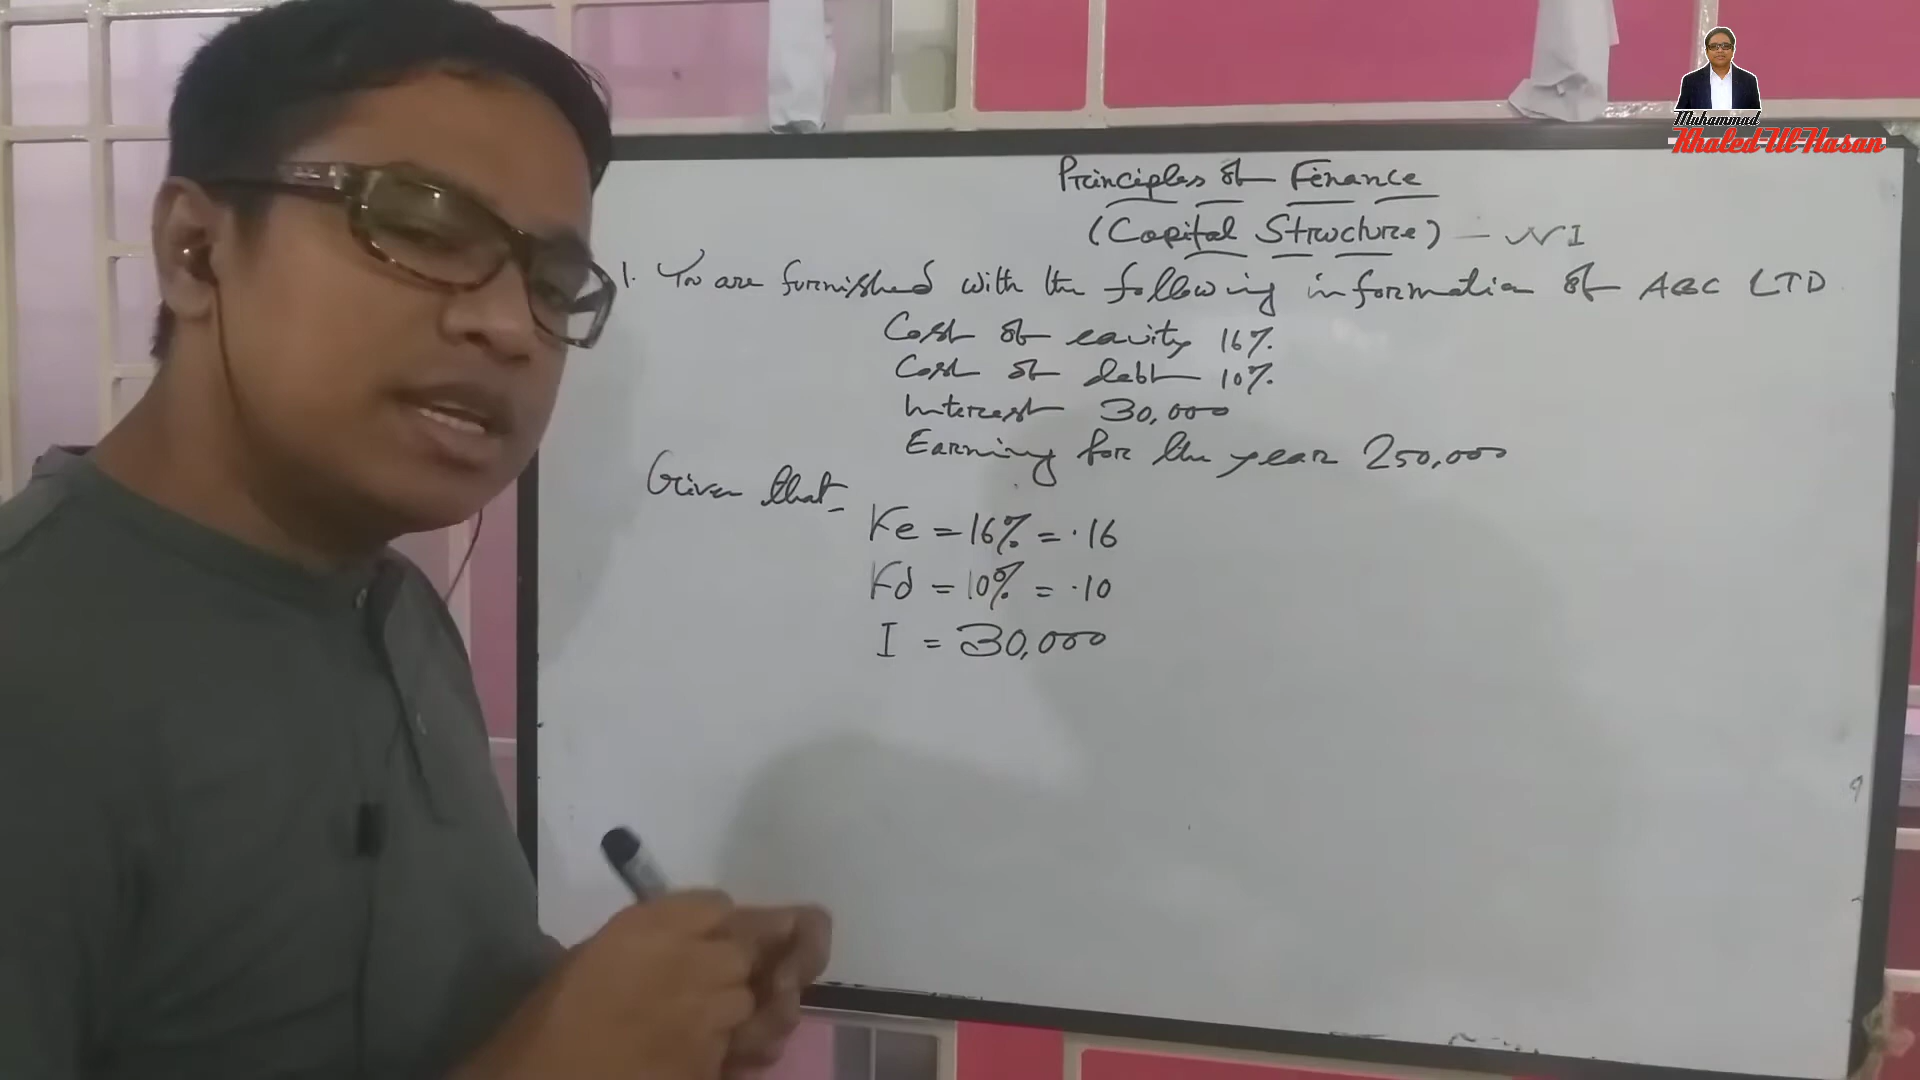 Muhammad
Khaled-Ul-Hasan
Principles of Finance
(Capital Structure) - NI
1. You are furnished with the following information of ABC LTD
Cost of equity 16%.
Cost of debt 10%.
Interest 30,000
Earning for the year 250,000
Given that-
Ke = 16% = .16
Kd = 10% = .10
I = 30,000